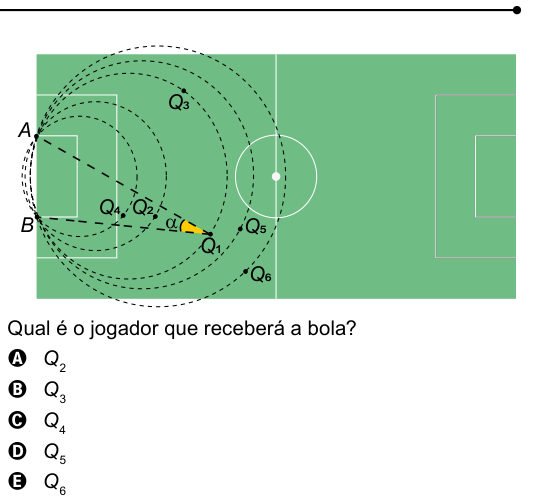 Q3
A
Q4 Q2
B
α
Q1
Q5
Q6
Qual é o jogador que receberá a bola?
A Q2
B Q3
C Q4
D Q5
E Q6